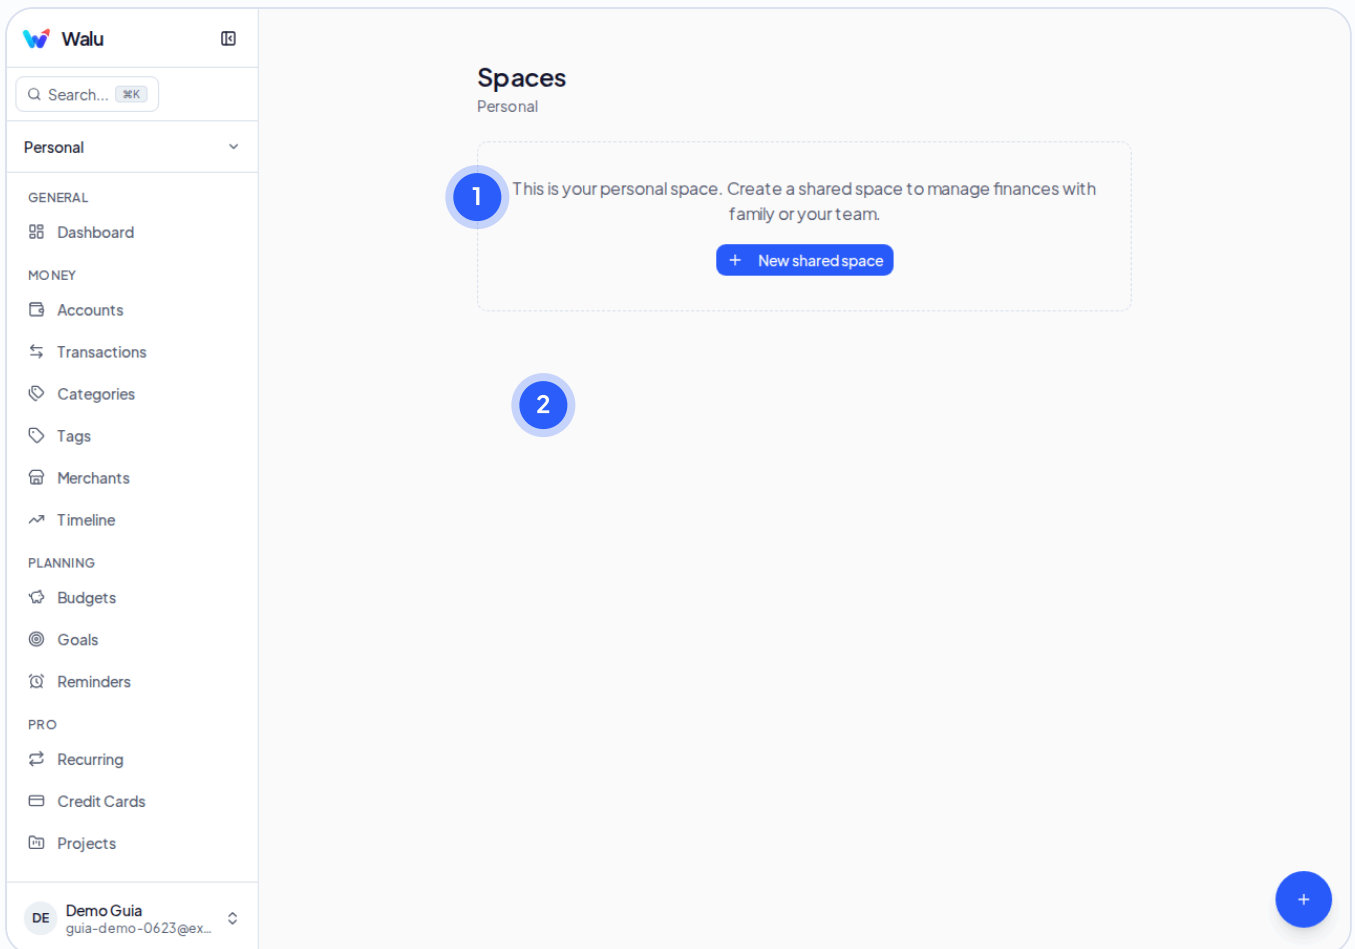 Walu
Search... ⌘K
Personal
GENERAL
Dashboard
MONEY
Accounts
Transactions
Categories
Tags
Merchants
Timeline
PLANNING
Budgets
Goals
Reminders
PRO
Recurring
Credit Cards
Projects
DE
Demo Guia
guia-demo-0623@ex...
Spaces
Personal
1
This is your personal space. Create a shared space to manage finances with
family or your team.
+ New shared space
2
+